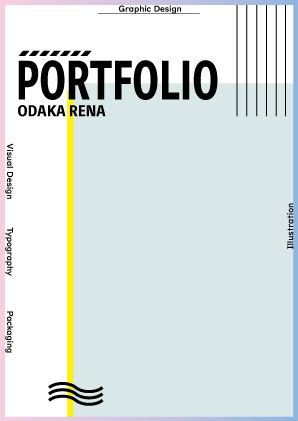 Graphic Design
PORTFOLIO
ODAKA RENA
Visual Design
Typography
Packaging
Illustration